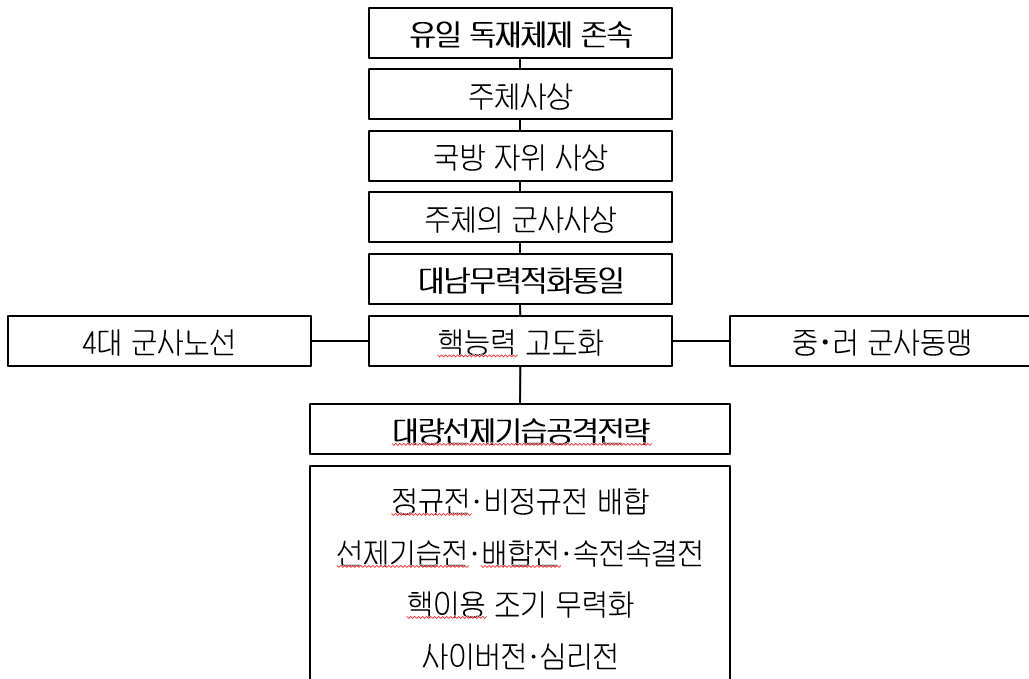 유일 독재체제 존속
주체사상
국방 자위 사상
주체의 군사사상
대남무력적화통일
4대 군사노선
핵능력 고도화
중·러 군사동맹
대량선제기습공격전략
정규전·비정규전 배합
선제기습전·배합전·속전속결전
핵이용 조기 무력화
사이버전·심리전